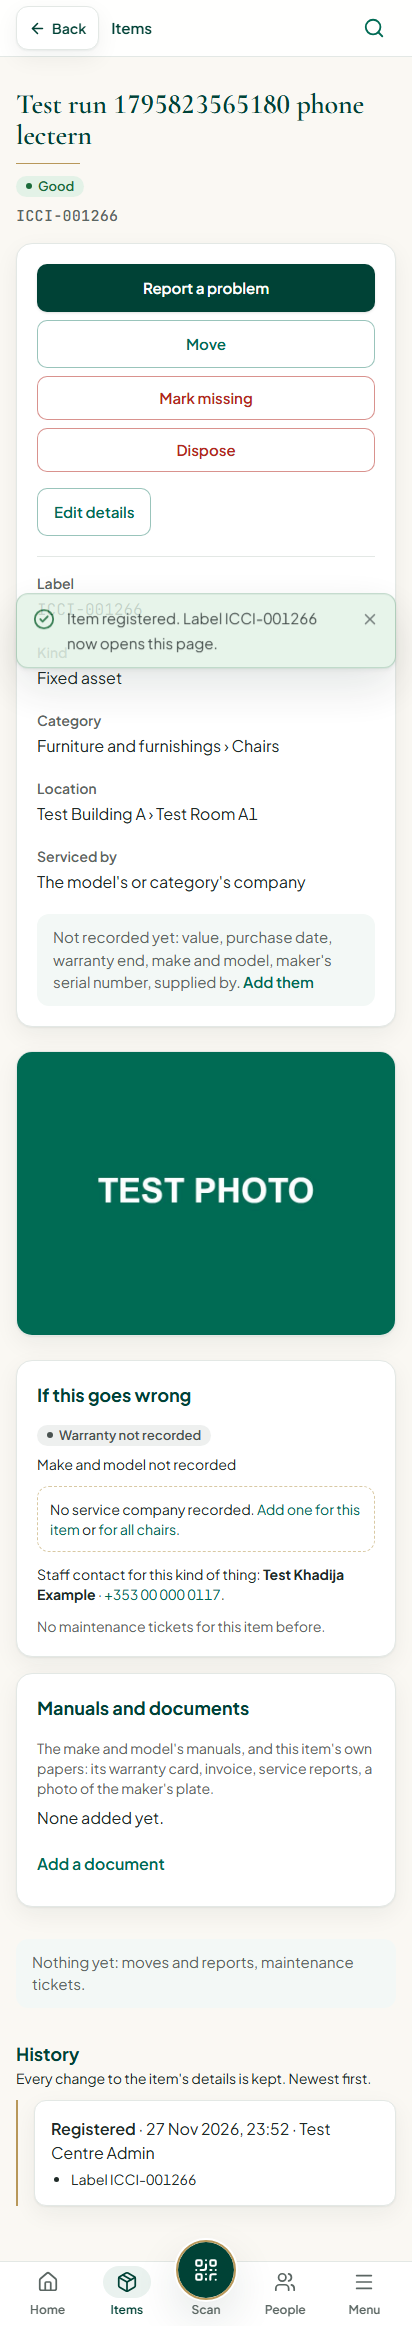 Back
Items
Test run 1795823565180 phone
lectern
Good
ICCI-001266
Report a problem
Move
Mark missing
Dispose
Edit details
Label
ICCI-001266
Item registered. Label ICCI-001266
now opens this page.
Kind
Fixed asset
Category
Furniture and furnishings › Chairs
Location
Test Building A › Test Room A1
Serviced by
The model's or category's company
Not recorded yet: value, purchase date,
warranty end, make and model, maker's
serial number, supplied by. Add them
TEST PHOTO
If this goes wrong
Warranty not recorded
Make and model not recorded
No service company recorded. Add one for this
item or for all chairs.
Staff contact for this kind of thing: Test Khadija
Example · +353 00 000 0117.
No maintenance tickets for this item before.
Manuals and documents
The make and model's manuals, and this item's own
papers: its warranty card, invoice, service reports, a
photo of the maker's plate.
None added yet.
Add a document
Nothing yet: moves and reports, maintenance
tickets.
History
Every change to the item's details is kept. Newest first.
Registered · 27 Nov 2026, 23:52 · Test
Centre Admin
• Label ICCI-001266
Home
Items
Scan
People
Menu